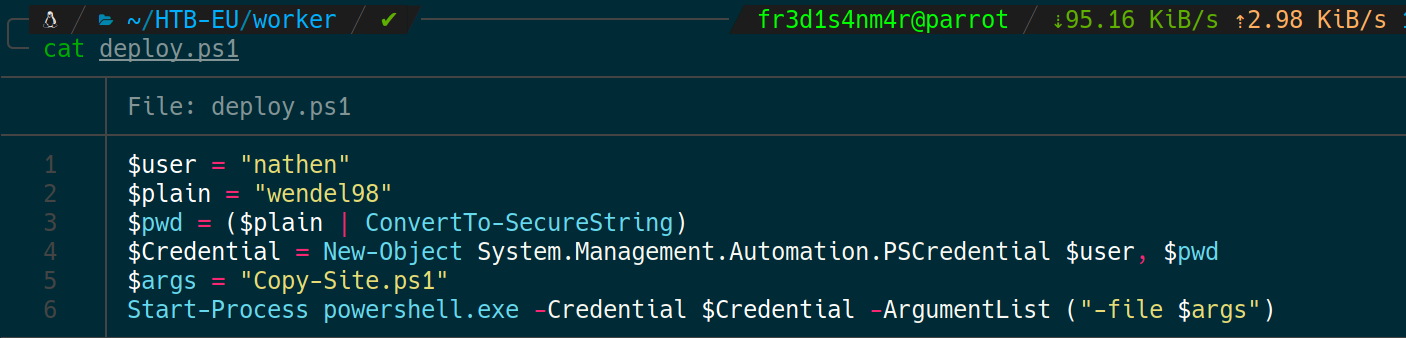 ~/HTB-EU/worker ✔ fr3d1s4nm4r@parrot ⇣95.16 KiB/s ⇡2.98 KiB/s
cat deploy.ps1
File: deploy.ps1
1 $user = "nathen"
2 $plain = "wendel98"
3 $pwd = ($plain | ConvertTo-SecureString)
4 $Credential = New-Object System.Management.Automation.PSCredential $user, $pwd
5 $args = "Copy-Site.ps1"
6 Start-Process powershell.exe -Credential $Credential -ArgumentList ("-file $args")